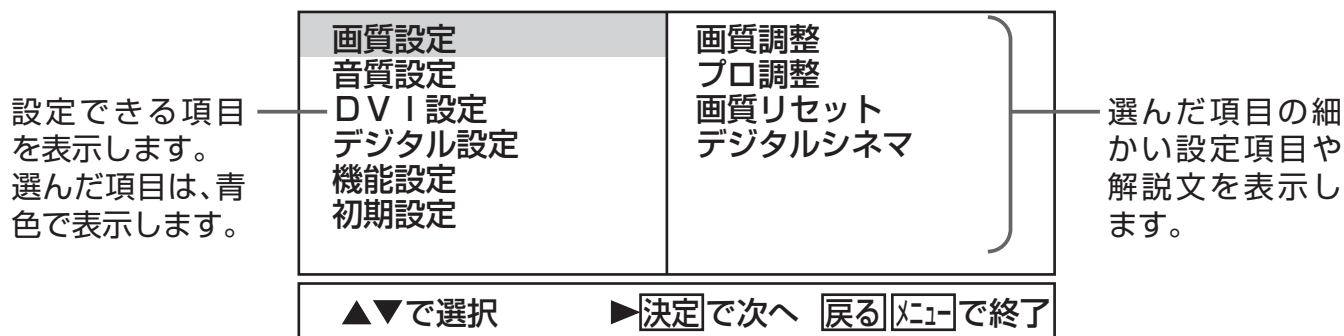 設定できる項目
を表示します。
選んだ項目は、青
色で表示します。
画質設定
音質設定
ＤＶＩ設定
デジタル設定
機能設定
初期設定
画質調整
プロ調整
画質リセット
デジタルシネマ
選んだ項目の細
かい設定項目や
解説文を表示し
ます。
▲▼で選択 ▶決定で次へ 戻るﾒﾆｭｰで終了